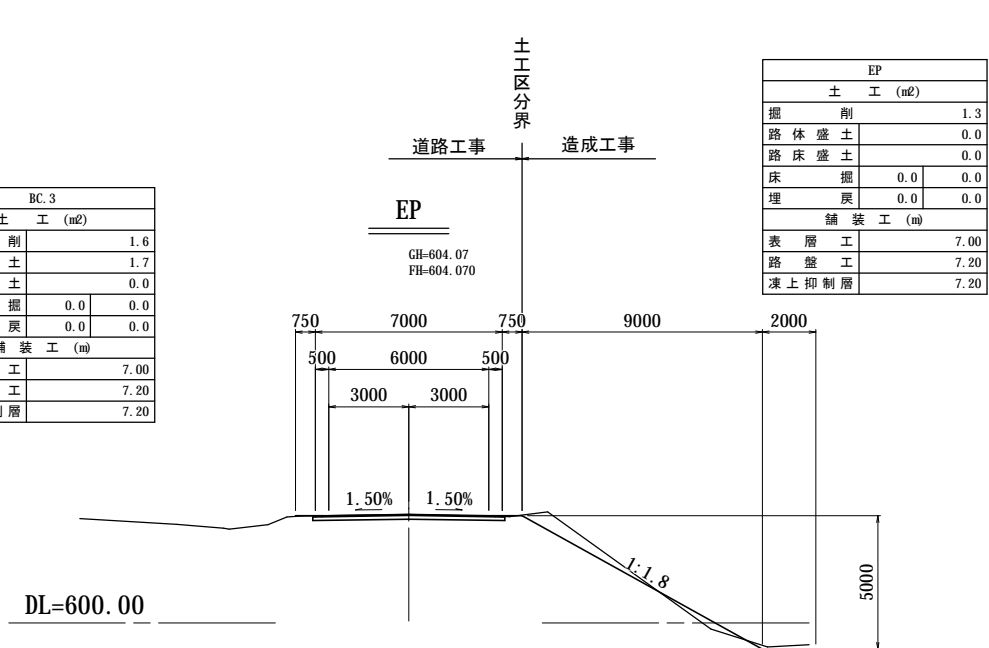 土工区分界
道路工事
造成工事
EP
GH=604.07
FH=604.070
EP
土 工 (m2)
掘 削 1.3
路体盛土 0.0
路床盛土 0.0
床 掘 0.0 0.0
埋 戻 0.0 0.0
舗 装 工 (m)
表 層 工 7.00
路 盤 工 7.20
凍上抑制層 7.20
BC.3
土 工 (m2)
削 1.6
土 1.7
土 0.0
掘 0.0 0.0
戻 0.0 0.0
装 工 (m)
工 7.00
工 7.20
層 7.20
750 7000 750 9000 2000
500 6000 500
3000 3000
1.50% 1.50%
1:1.8
5000
DL=600.00